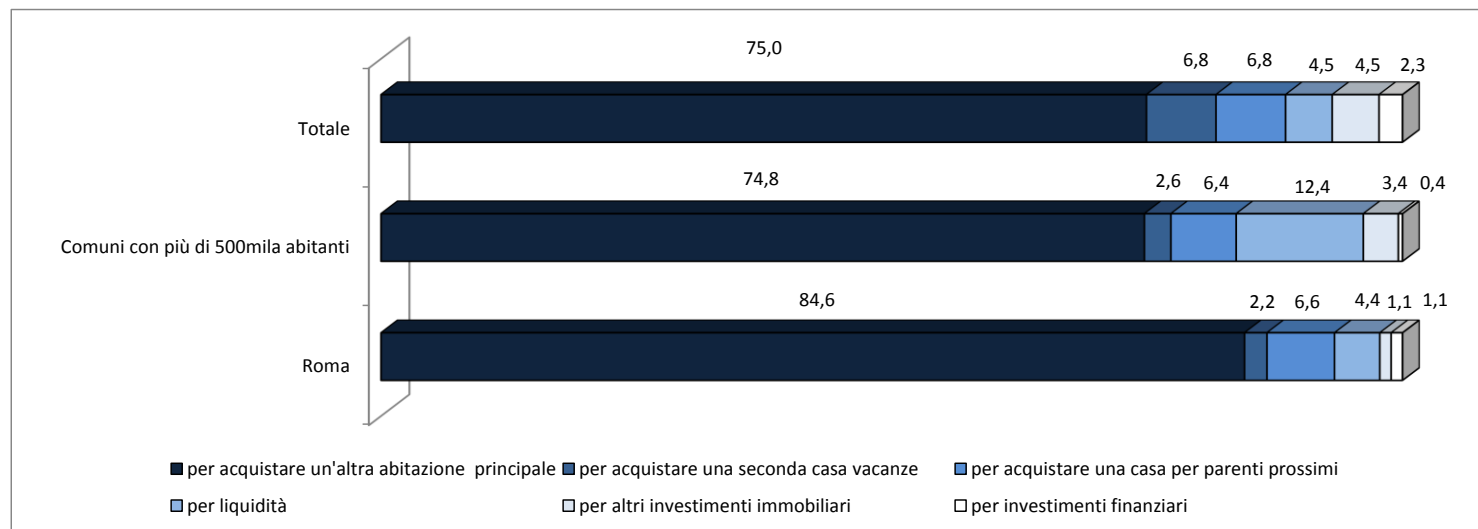 75,0
6,8 6,8 4,5 4,5 2,3
Totale
74,8
2,6 6,4 12,4 3,4 0,4
Comuni con più di 500mila abitanti
84,6
2,2 6,6 4,4 1,1 1,1
Roma
per acquistare un'altra abitazione principale per acquistare una seconda casa vacanze per acquistare una casa per parenti prossimi
per liquidità per altri investimenti immobiliari per investimenti finanziari